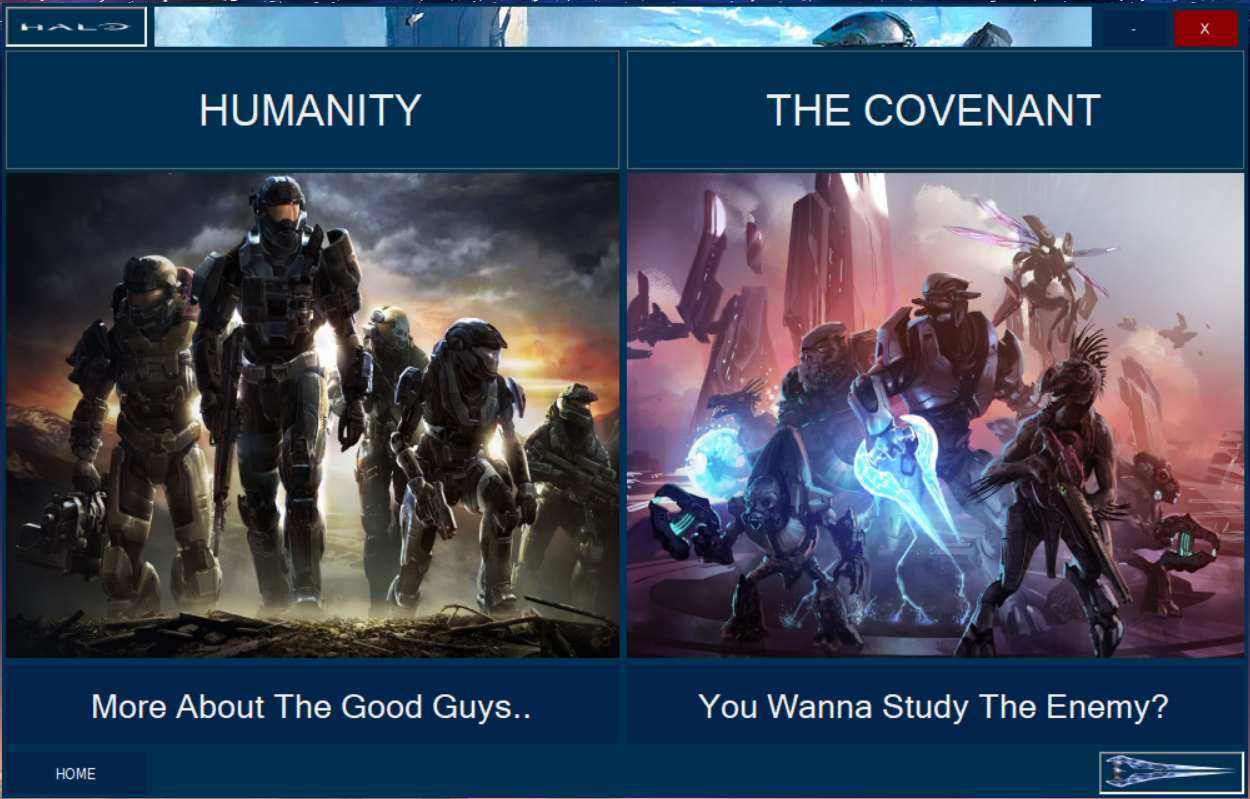 HALO
-
X
HUMANITY
THE COVENANT
More About The Good Guys..
You Wanna Study The Enemy?
HOME